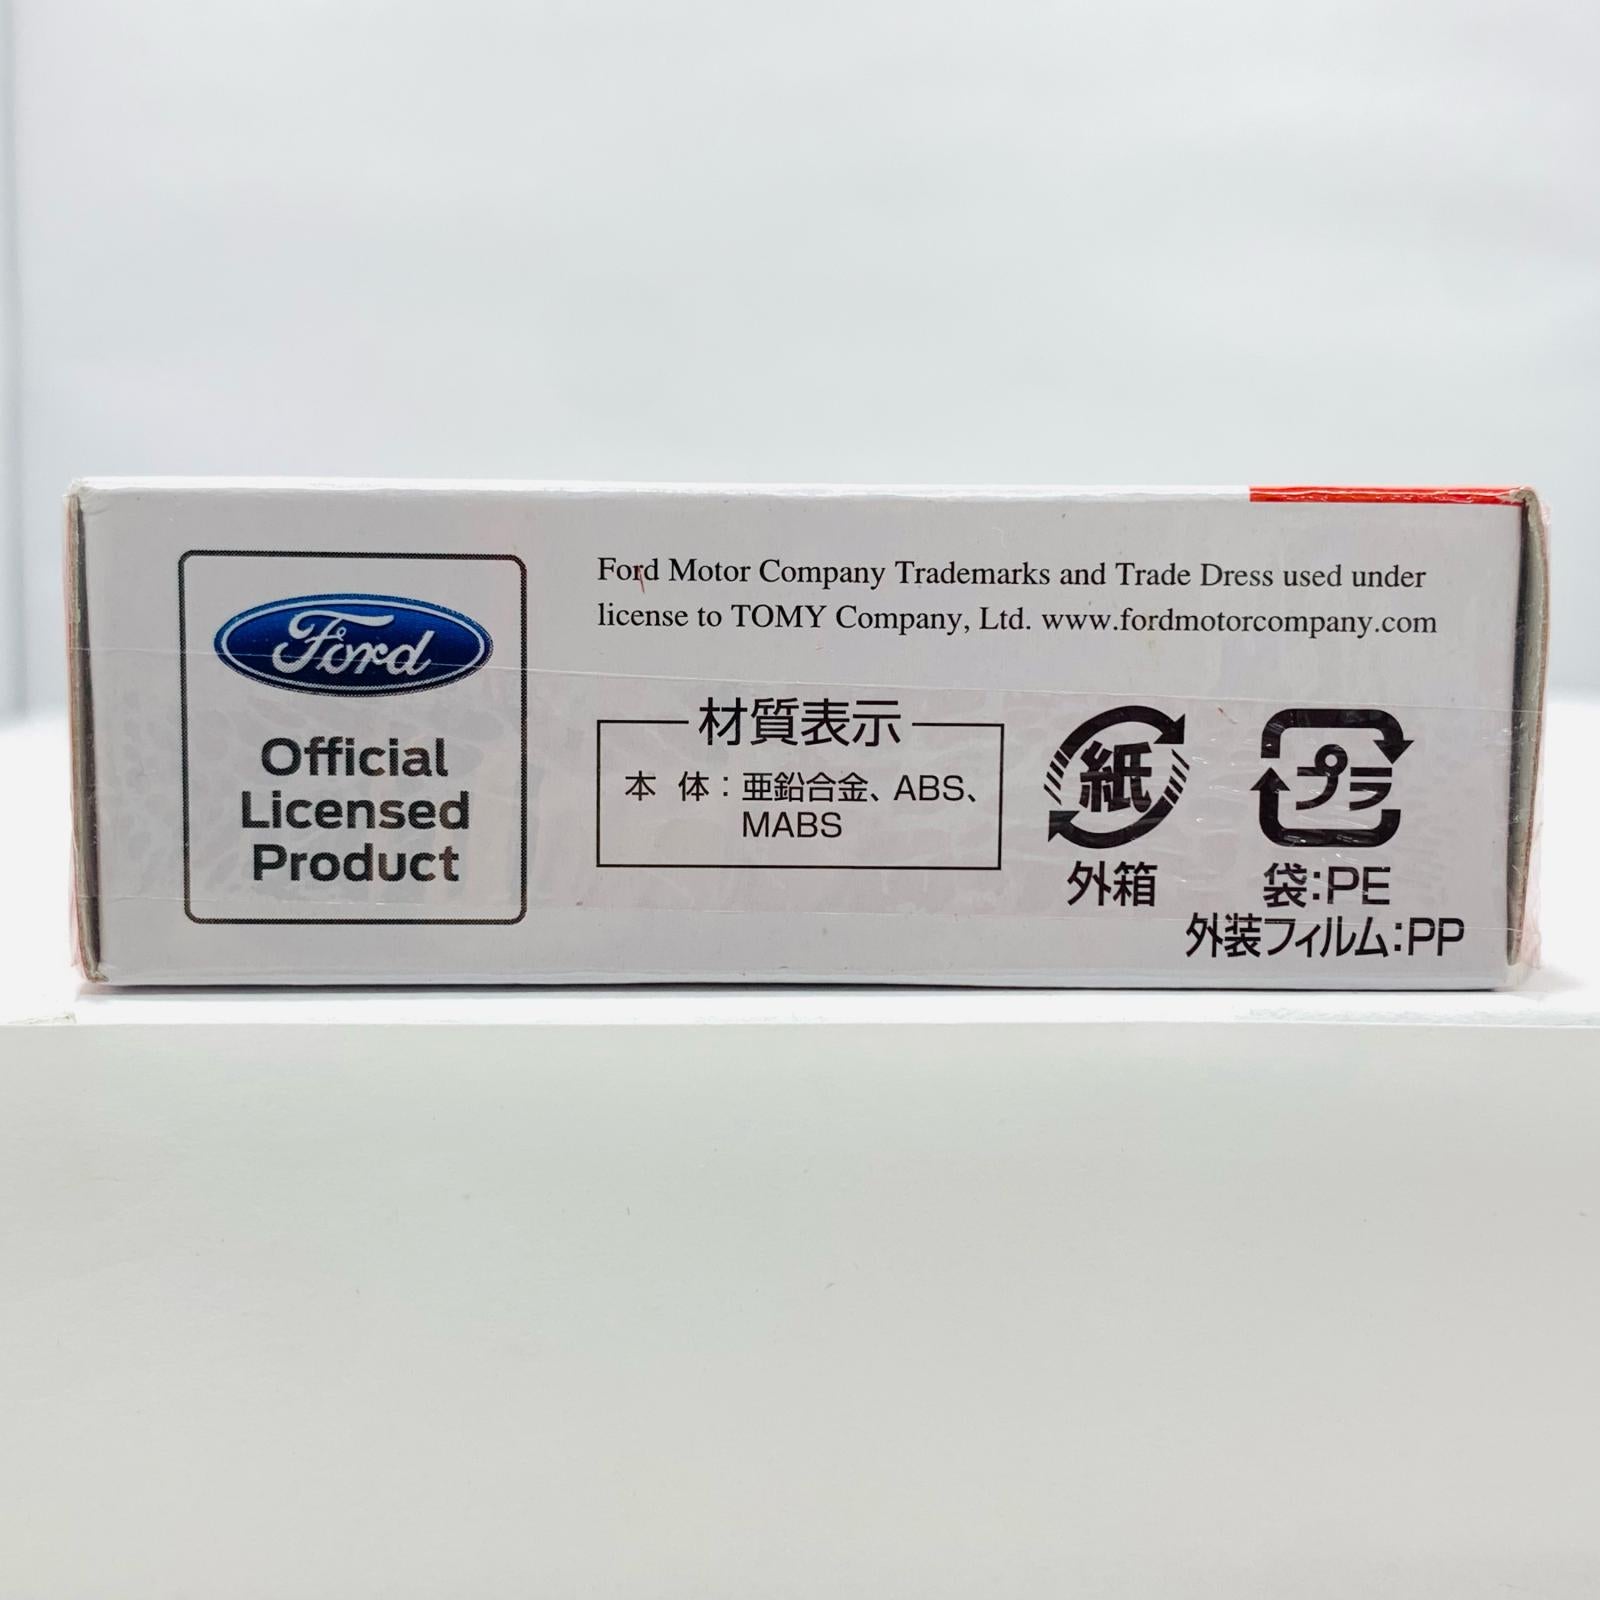 Ford
Official
Licensed
Product
Ford Motor Company Trademarks and Trade Dress used under
license to TOMY Company, Ltd. www.fordmotorcompany.com
材質表示
本 体：亜鉛合金、ABS、
MABS
紙
外箱
プラ
袋：PE
外装フィルム：PP